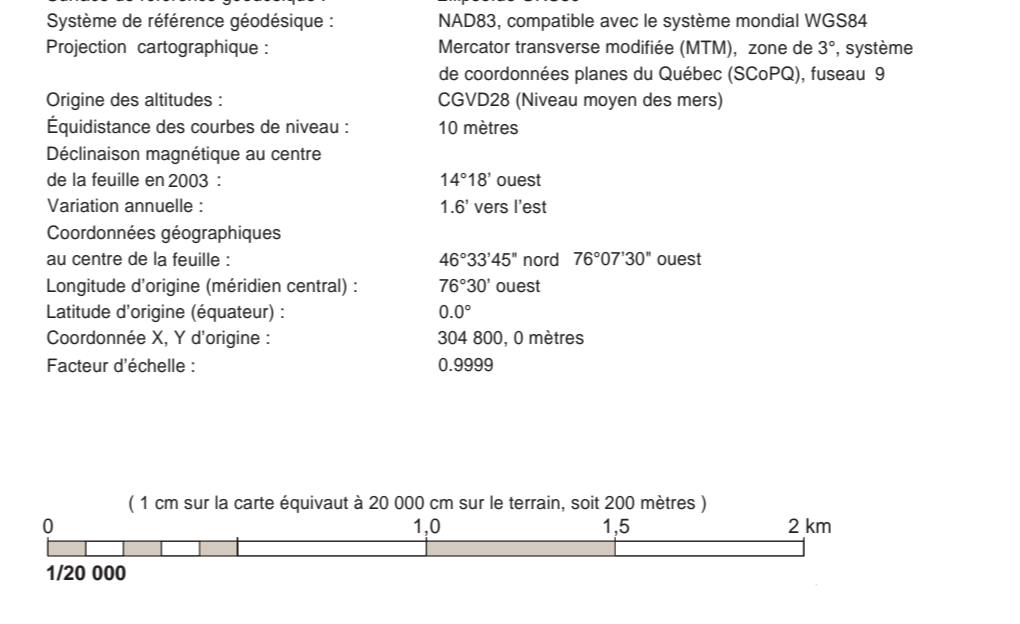 Système de référence géodésique : NAD83, compatible avec le système mondial WGS84
Projection cartographique : Mercator transverse modifiée (MTM), zone de 3°, système
de coordonnées planes du Québec (SCoPQ), fuseau 9
Origine des altitudes : CGVD28 (Niveau moyen des mers)
Équidistance des courbes de niveau : 10 mètres
Déclinaison magnétique au centre
de la feuille en 2003 : 14°18' ouest
Variation annuelle : 1.6' vers l'est
Coordonnées géographiques
au centre de la feuille : 46°33'45" nord 76°07'30" ouest
Longitude d'origine (méridien central) : 76°30' ouest
Latitude d'origine (équateur) : 0.0°
Coordonnée X, Y d'origine : 304 800, 0 mètres
Facteur d'échelle : 0.9999
( 1 cm sur la carte équivaut à 20 000 cm sur le terrain, soit 200 mètres )
0 1,0 1,5 2 km
1/20 000